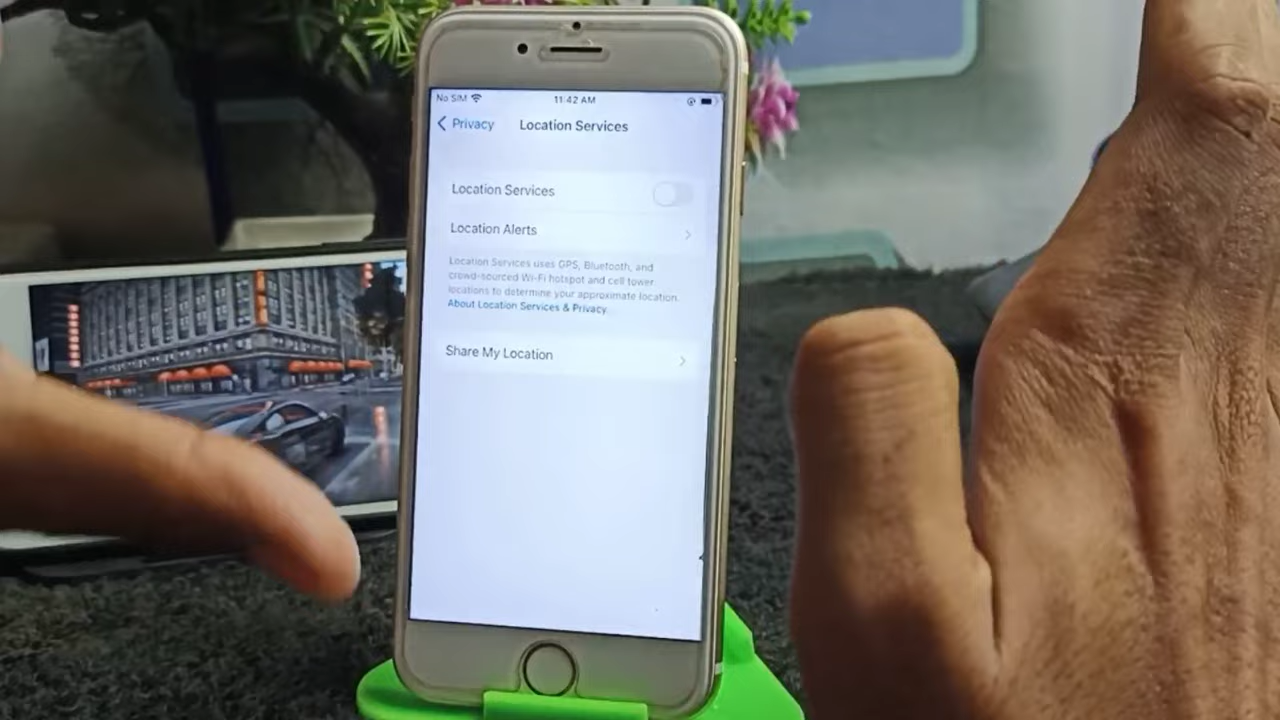 No SIM 11:42 AM
Privacy Location Services
Location Services
Location Alerts
Location Services uses GPS, Bluetooth, and
crowd-sourced Wi-Fi hotspot and cell tower
locations to determine your approximate location.
About Location Services & Privacy
Share My Location